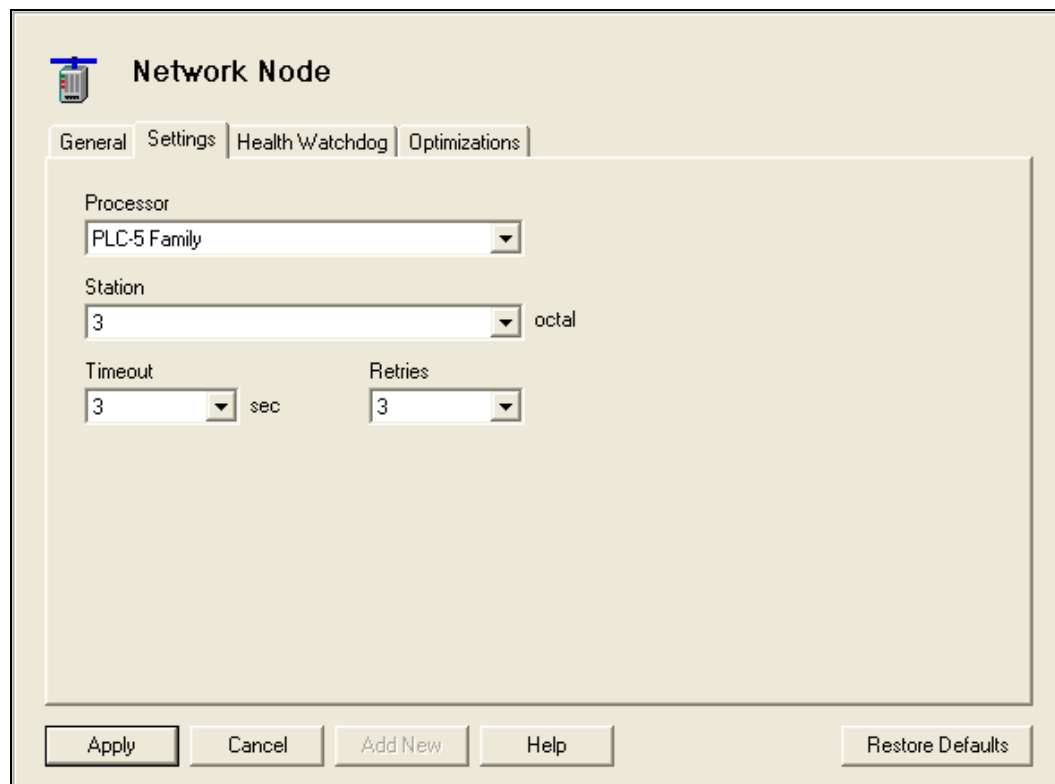 Network Node
General Settings Health Watchdog Optimizations
Processor
PLC-5 Family
Station
3 octal
Timeout Retries
3 sec 3
Apply Cancel Add New Help Restore Defaults